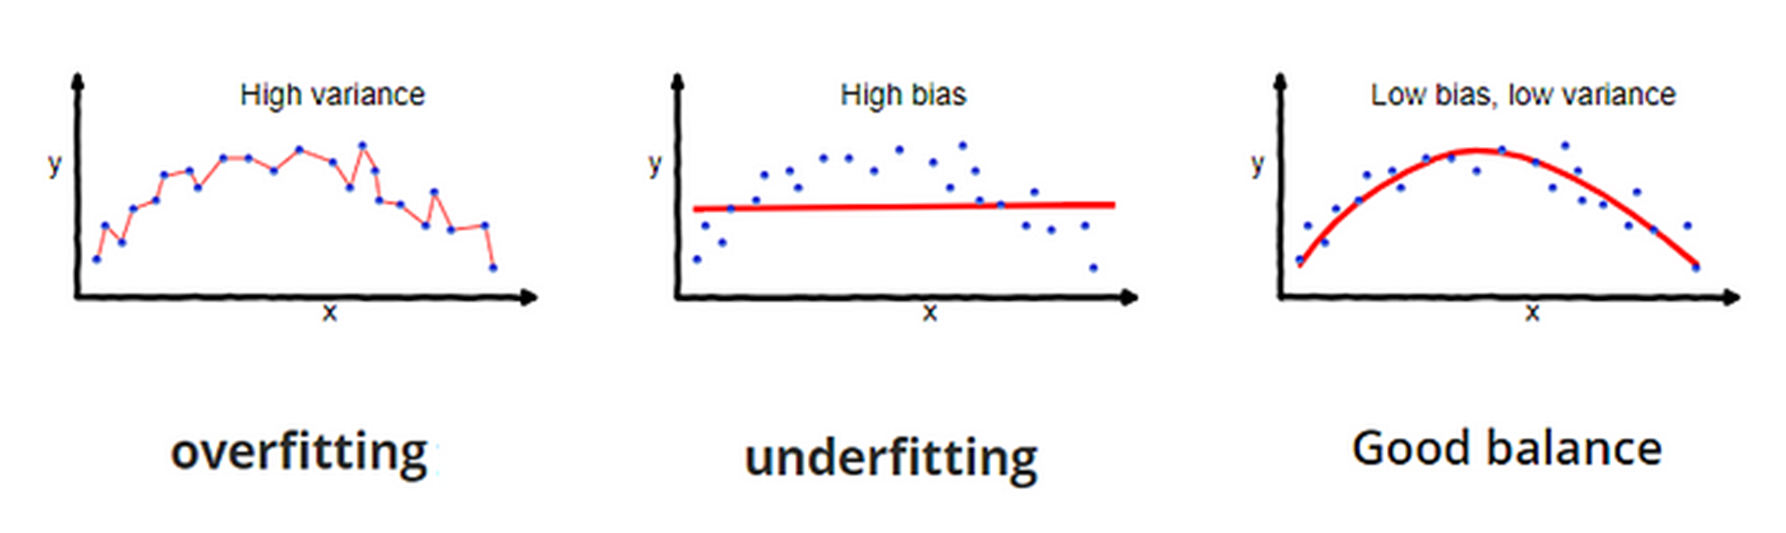 High variance
y
x
overfitting
High bias
y
x
underfitting
Low bias, low variance
y
x
Good balance